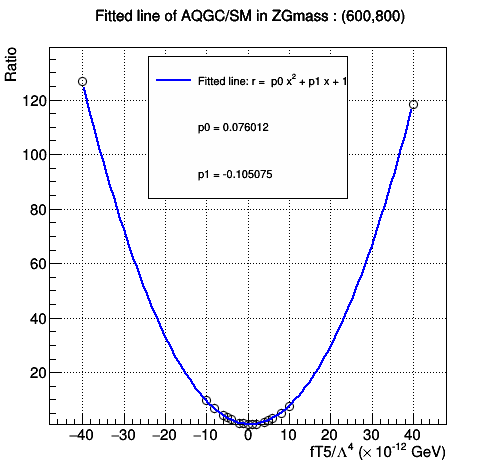 Fitted line of AQGC/SM in ZGmass : (600,800)
Ratio
Fitted line: r = p0 x² + p1 x + 1
p0 = 0.076012
p1 = -0.105075
120
100
80
60
40
20
−40 −30 −20 −10 0 10 20 30 40
fT5/Λ⁴ (× 10⁻¹² GeV)